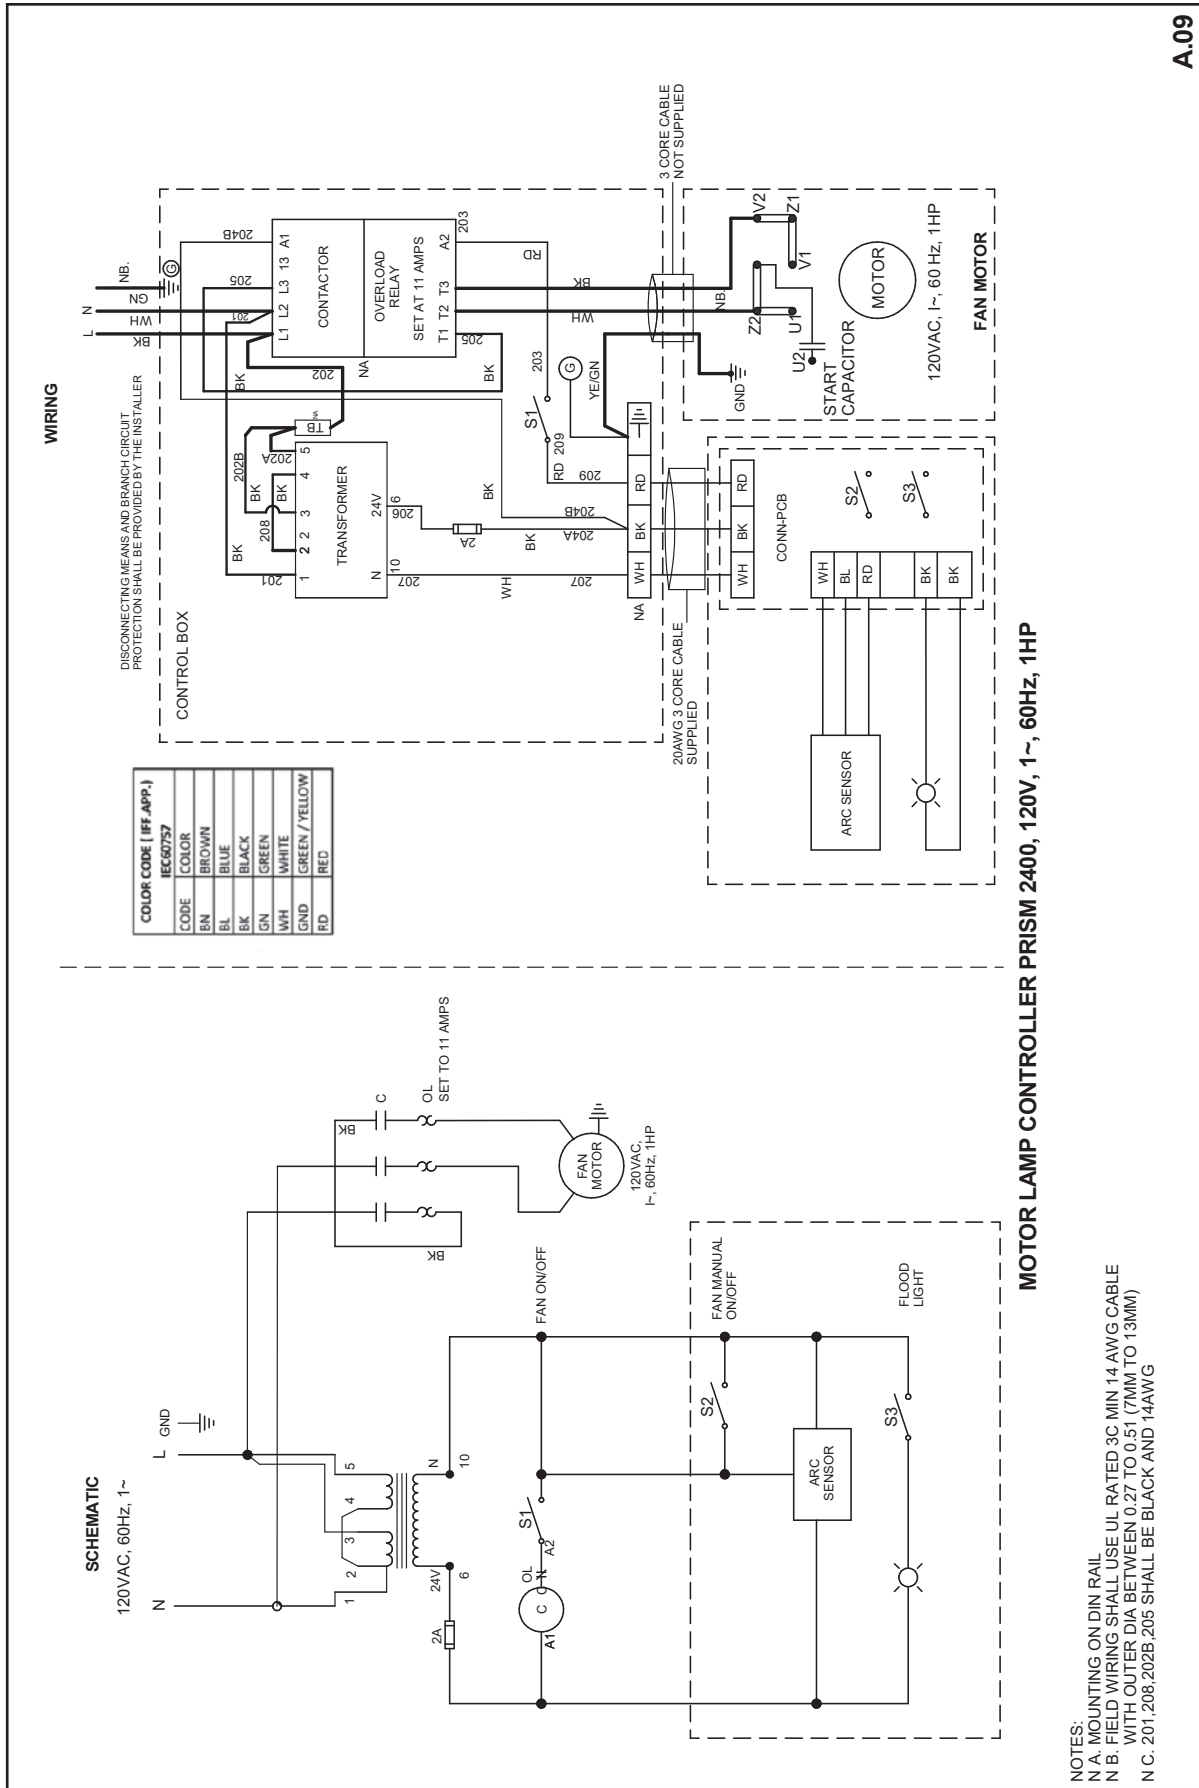 A.09
WIRING
DISCONNECTING MEANS AND BRANCH CIRCUIT
PROTECTION SHALL BE PROVIDED BY THE INSTALLER
L
N
BK
WH
GN
NB.
G
CONTROL BOX
201
205
204B
L1
L2
L3
13
A1
CONTACTOR
OVERLOAD
RELAY
SET AT 11 AMPS
T1
T2
T3
A2
203
205
NA
BK
202
BK
BK
202B
202A
TB
BK
BK
208
201
1
2
3
4
5
TRANSFORMER
N
24V
10
6
207
206
2A
BK
BK
204A
204B
WH
207
S1
203
RD
RD
209
209
G
YE/GN
BK
WH
NA
WH
BK
RD
3 CORE CABLE
NOT SUPPLIED
20AWG 3 CORE CABLE
SUPPLIED
NB.
GND
Z2
U1
V2
Z1
V1
U2
START
CAPACITOR
MOTOR
120VAC, I~, 60 Hz, 1HP
FAN MOTOR
WH
BK
RD
CONN-PCB
S2
S3
WH
BL
RD
BK
BK
ARC SENSOR
COLOR CODE ( IFF.APP.)
IEC60757
CODE COLOR
BN BROWN
BL BLUE
BK BLACK
GN GREEN
WH WHITE
GND GREEN / YELLOW
RD RED
SCHEMATIC
120VAC, 60Hz, 1~
N
L
GND
1
2
3
4
5
24V
N
6
10
2A
BK
BK
C
OL
SET TO 11 AMPS
FAN
MOTOR
120VAC,
I~, 60Hz, 1HP
FAN ON/OFF
S1
A2
OL
C
A1
FAN MANUAL
ON/OFF
S2
ARC
SENSOR
FLOOD
LIGHT
S3
MOTOR LAMP CONTROLLER PRISM 2400, 120V, 1~, 60Hz, 1HP
NOTES:
N A. MOUNTING ON DIN RAIL
N B. FIELD WIRING SHALL USE UL RATED 3C MIN 14 AWG CABLE
WITH OUTER DIA BETWEEN 0.27 TO 0.51 (7MM TO 13MM)
N C. 201,208,202B,205 SHALL BE BLACK AND 14AWG